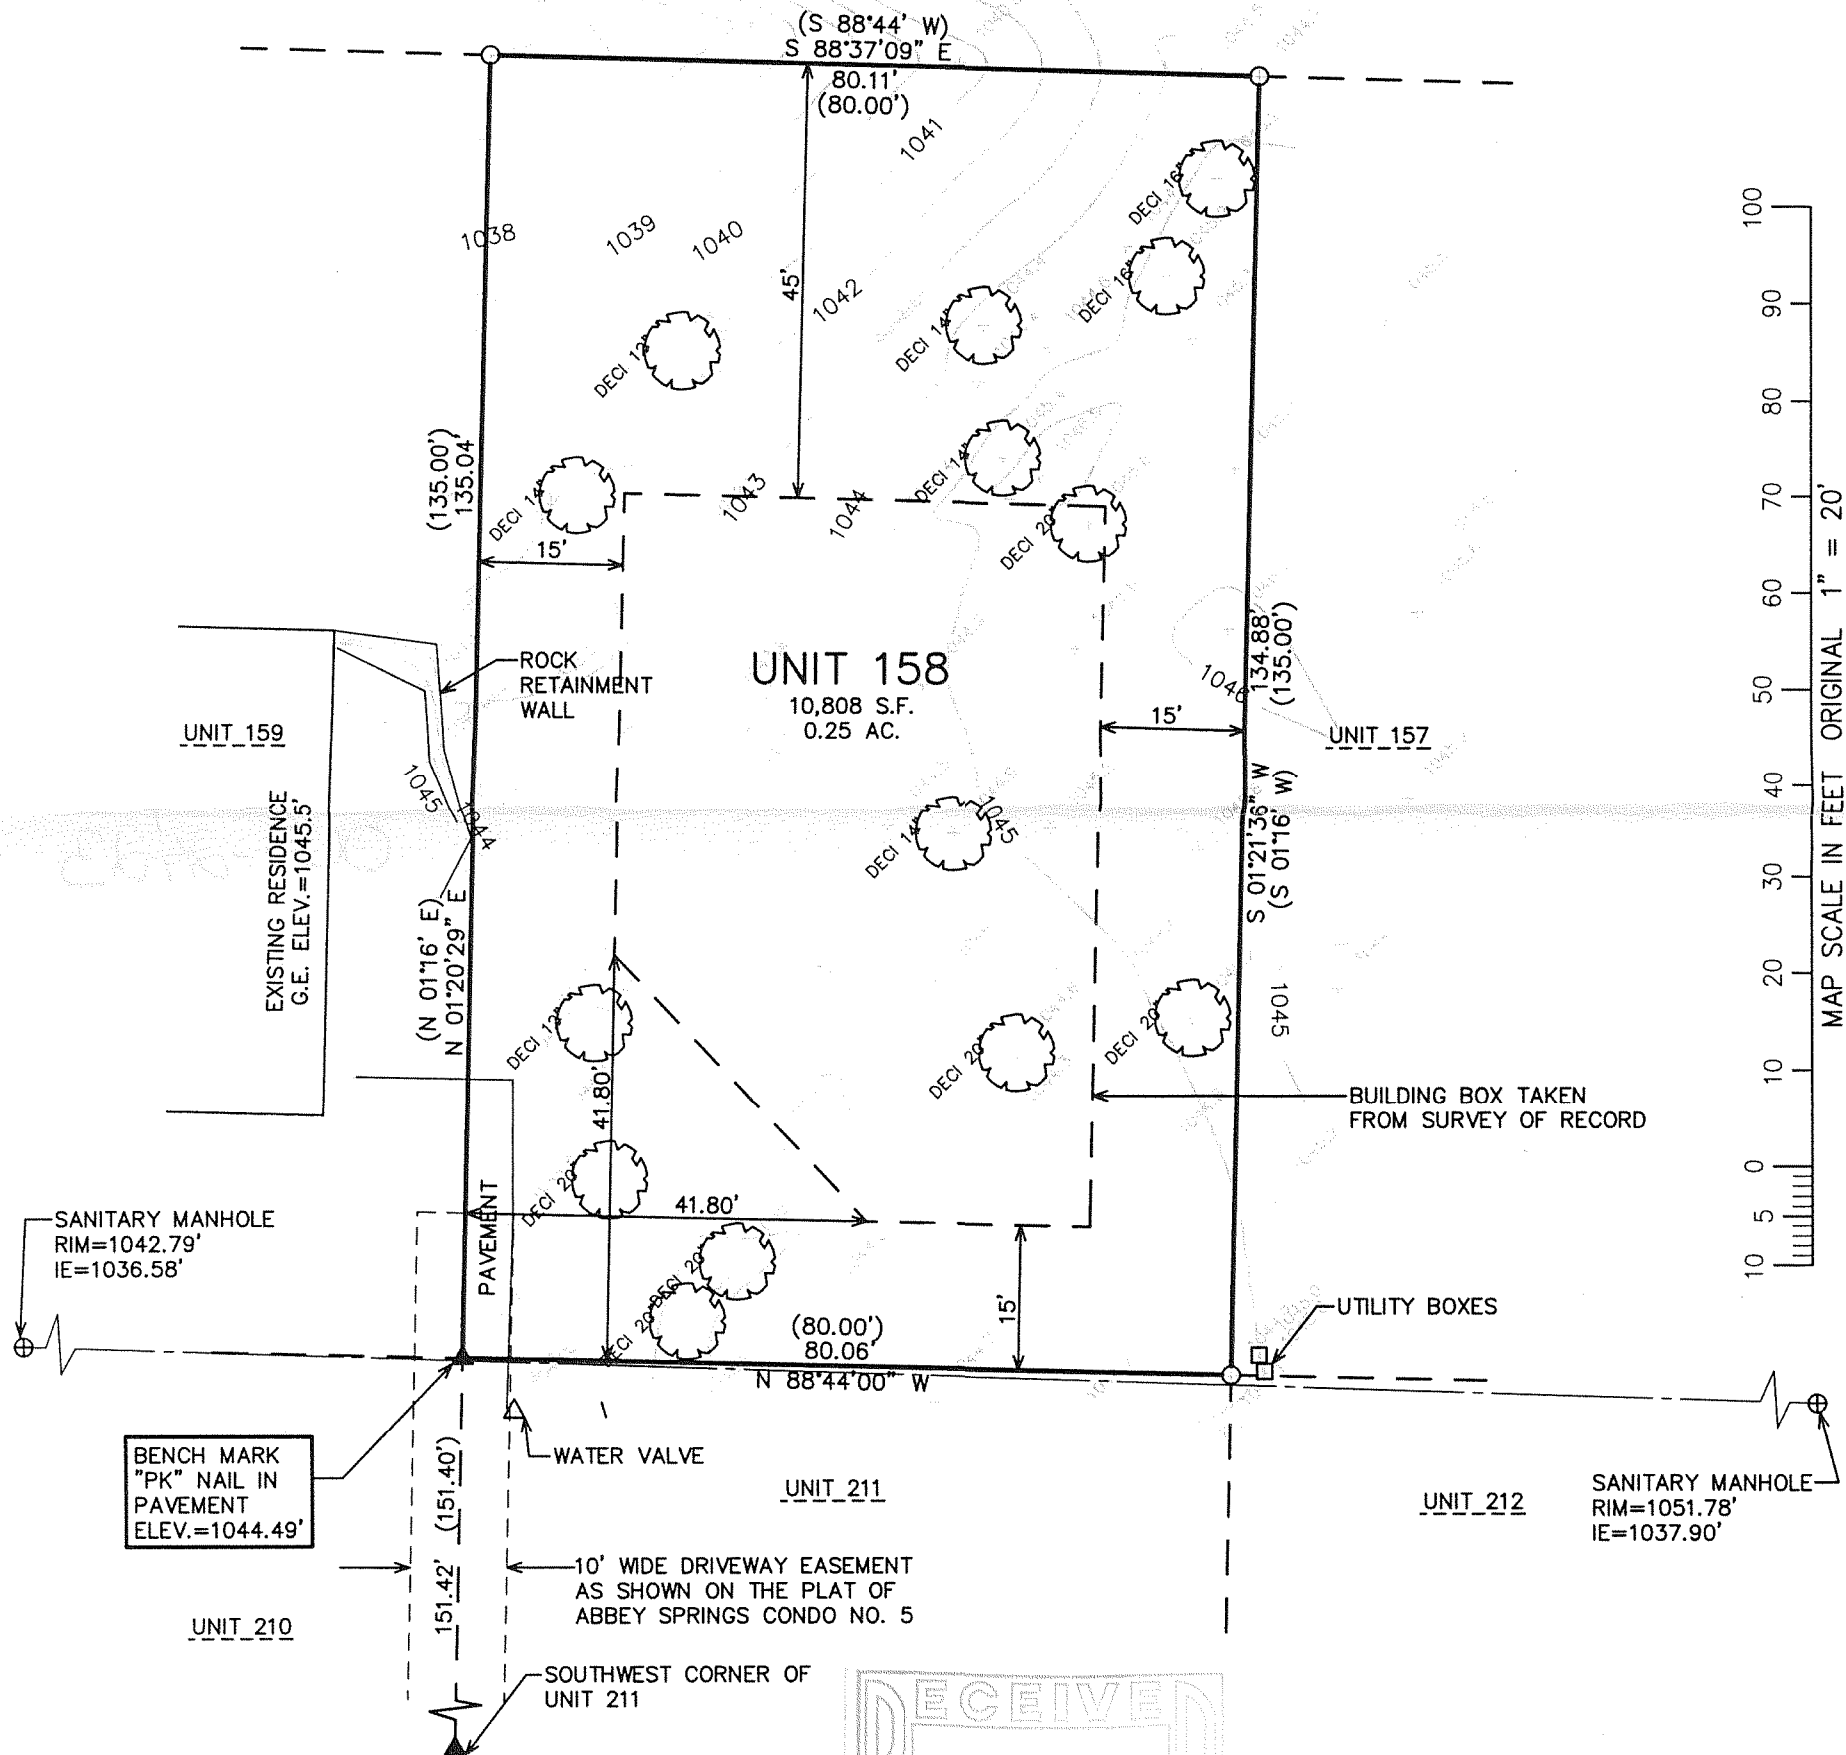 (S 88°44' W)
S 88°37'09" E
80.11'
(80.00')
1041
1038
1039
1040
1042
45'
DECI 16"
DECI 16"
DECI 14"
DECI 12"
DECI 14"
DECI 14"
DECI 20"
1043
1044
(135.00')
135.04'
15'
ROCK
RETAINMENT
WALL
UNIT 158
10,808 S.F.
0.25 AC.
UNIT 159
EXISTING RESIDENCE
G.E. ELEV.=1045.5'
1045
1044
(N 01°16' E)
N 01°20'29" E
134.88'
(135.00')
1046
15'
UNIT 157
S 01°21'36" W
(S 01°16' W)
DECI 14"
1045
1045
DECI 12"
DECI 20"
DECI 20"
41.80'
BUILDING BOX TAKEN
FROM SURVEY OF RECORD
DECI 20"
41.80'
PAVEMENT
DECI 20"
DECI 20"
15'
(80.00')
80.06'
N 88°44'00" W
SANITARY MANHOLE
RIM=1042.79'
IE=1036.58'
UTILITY BOXES
BENCH MARK
"PK" NAIL IN
PAVEMENT
ELEV.=1044.49'
WATER VALVE
151.42' (151.40')
UNIT 211
UNIT 212
SANITARY MANHOLE
RIM=1051.78'
IE=1037.90'
10' WIDE DRIVEWAY EASEMENT
AS SHOWN ON THE PLAT OF
ABBEY SPRINGS CONDO NO. 5
UNIT 210
SOUTHWEST CORNER OF
UNIT 211
100
90
80
70
60
50
40
30
20
10
0
5
10
MAP SCALE IN FEET ORIGINAL 1" = 20'
ECEIVE